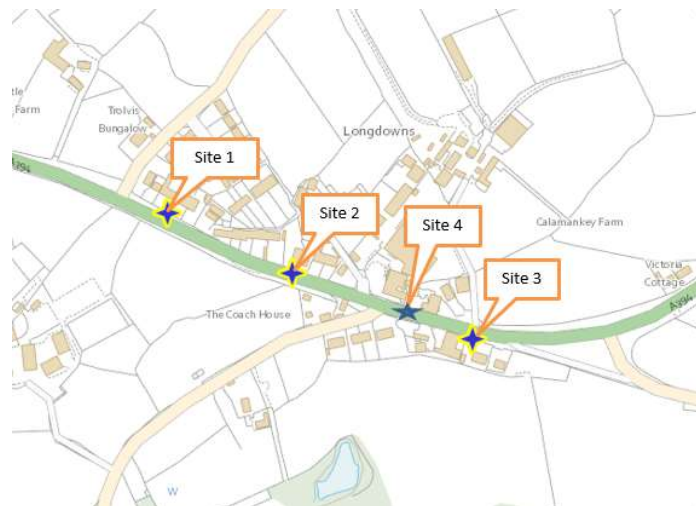 Trolvis
Bungalow
tle
Farm
Longdowns
Site 1
A394
Site 2
Site 4
Calamankey Farm
Victoria
Cottage
Site 3
A394
The Coach House
W